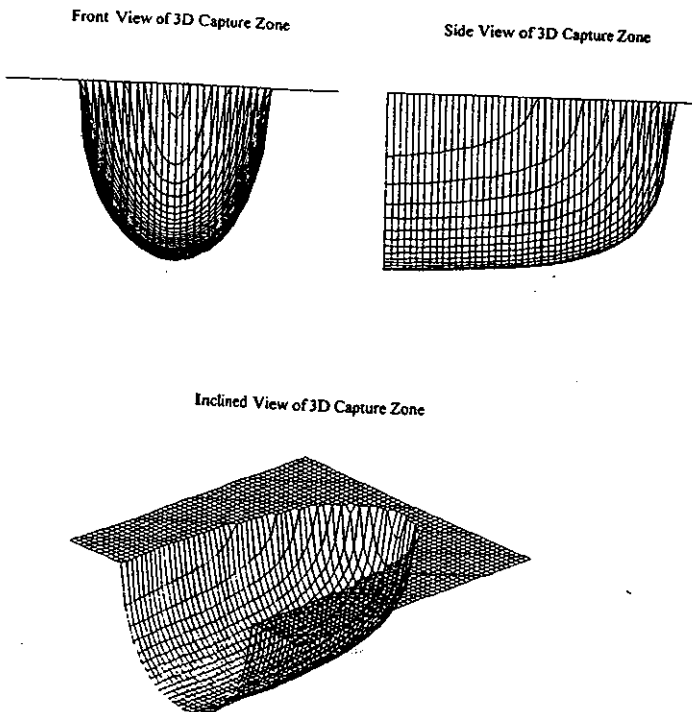 Front View of 3D Capture Zone
Side View of 3D Capture Zone
Inclined View of 3D Capture Zone